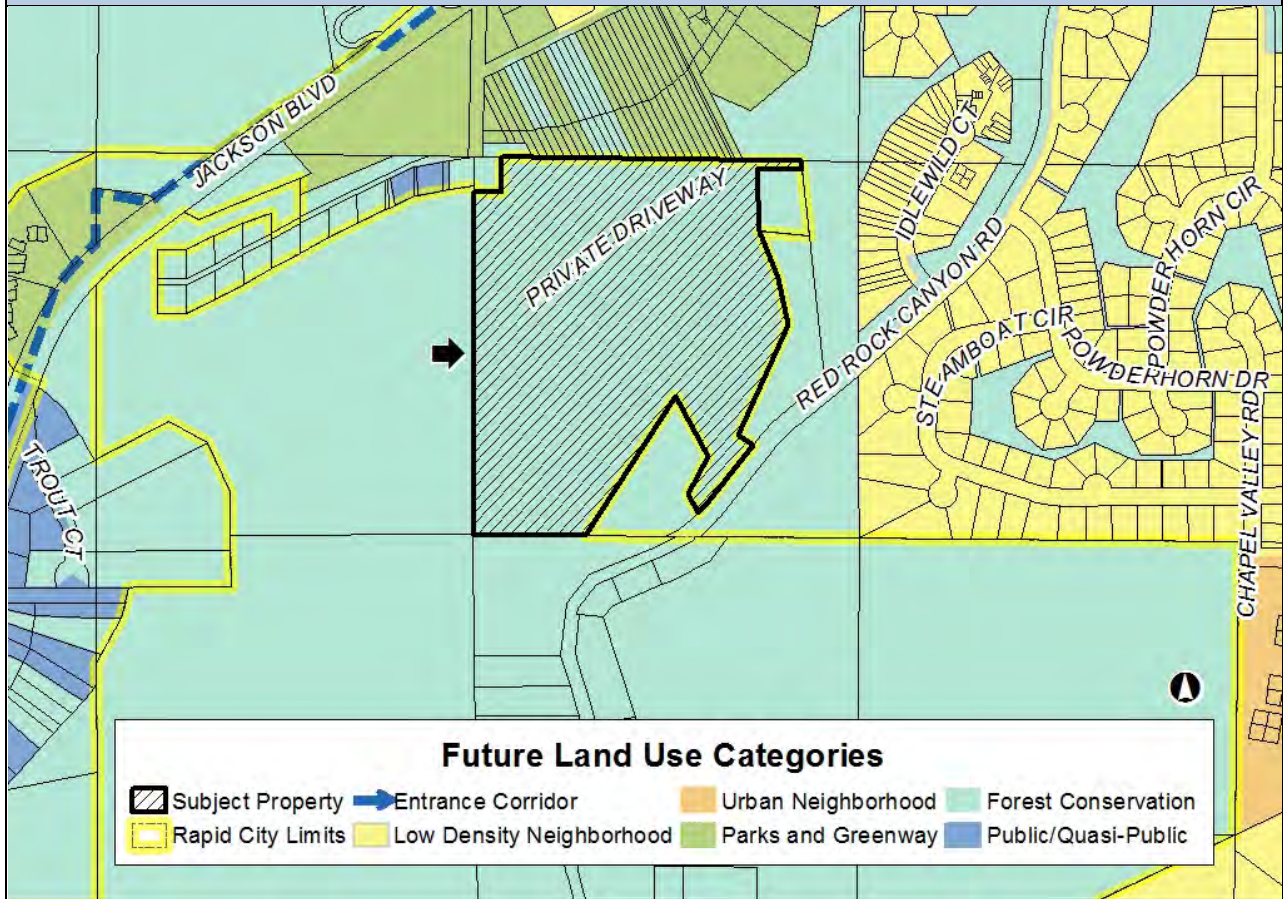 JACKSON BLVD
PRIVATE DRIVEWAY
IDLEWILD CT
POWDERHORN CIR
RED ROCK CANYON RD
STEAMBOAT CIR
POWDERHORN DR
CHAPEL VALLEY RD
TROUT CT
Future Land Use Categories
Subject Property Entrance Corridor Urban Neighborhood Forest Conservation
Rapid City Limits Low Density Neighborhood Parks and Greenway Public/Quasi-Public